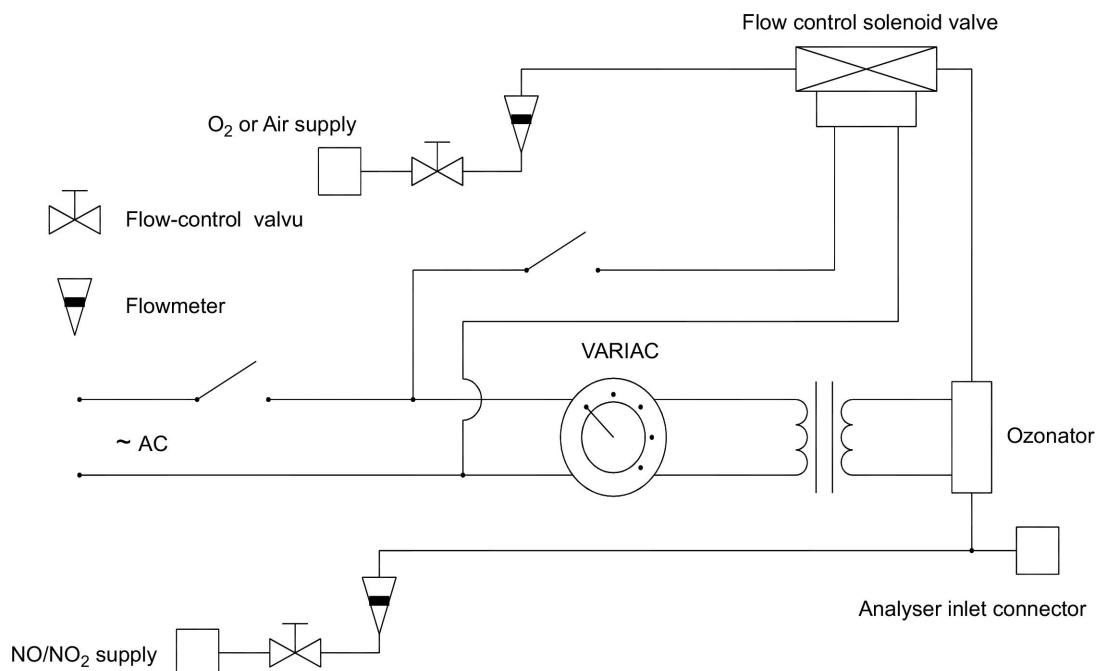 Flow control solenoid valve
O₂ or Air supply
Flow-control valvu
Flowmeter
VARIAC
~ AC
Ozonator
Analyser inlet connector
NO/NO₂ supply